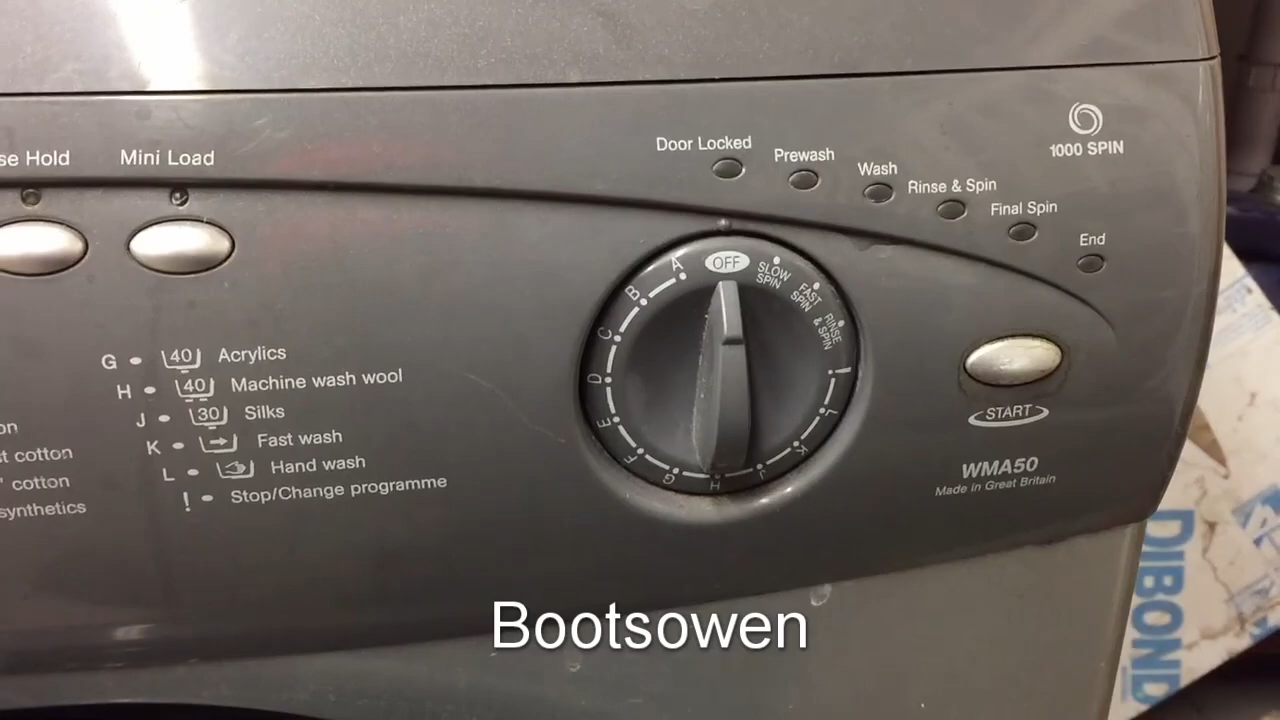 se Hold
Mini Load
Door Locked
Prewash
Wash
Rinse & Spin
Final Spin
End
1000 SPIN
OFF
SLOW SPIN
FAST SPIN
RINSE & SPIN
!
L
K
J
H
G
F
E
D
C
B
A
G • 40 Acrylics
H • 40 Machine wash wool
J • 30 Silks
K • Fast wash
L • Hand wash
! • Stop/Change programme
on
t cotton
' cotton
synthetics
START
WMA50
Made in Great Britain
DIBOND
Bootsowen